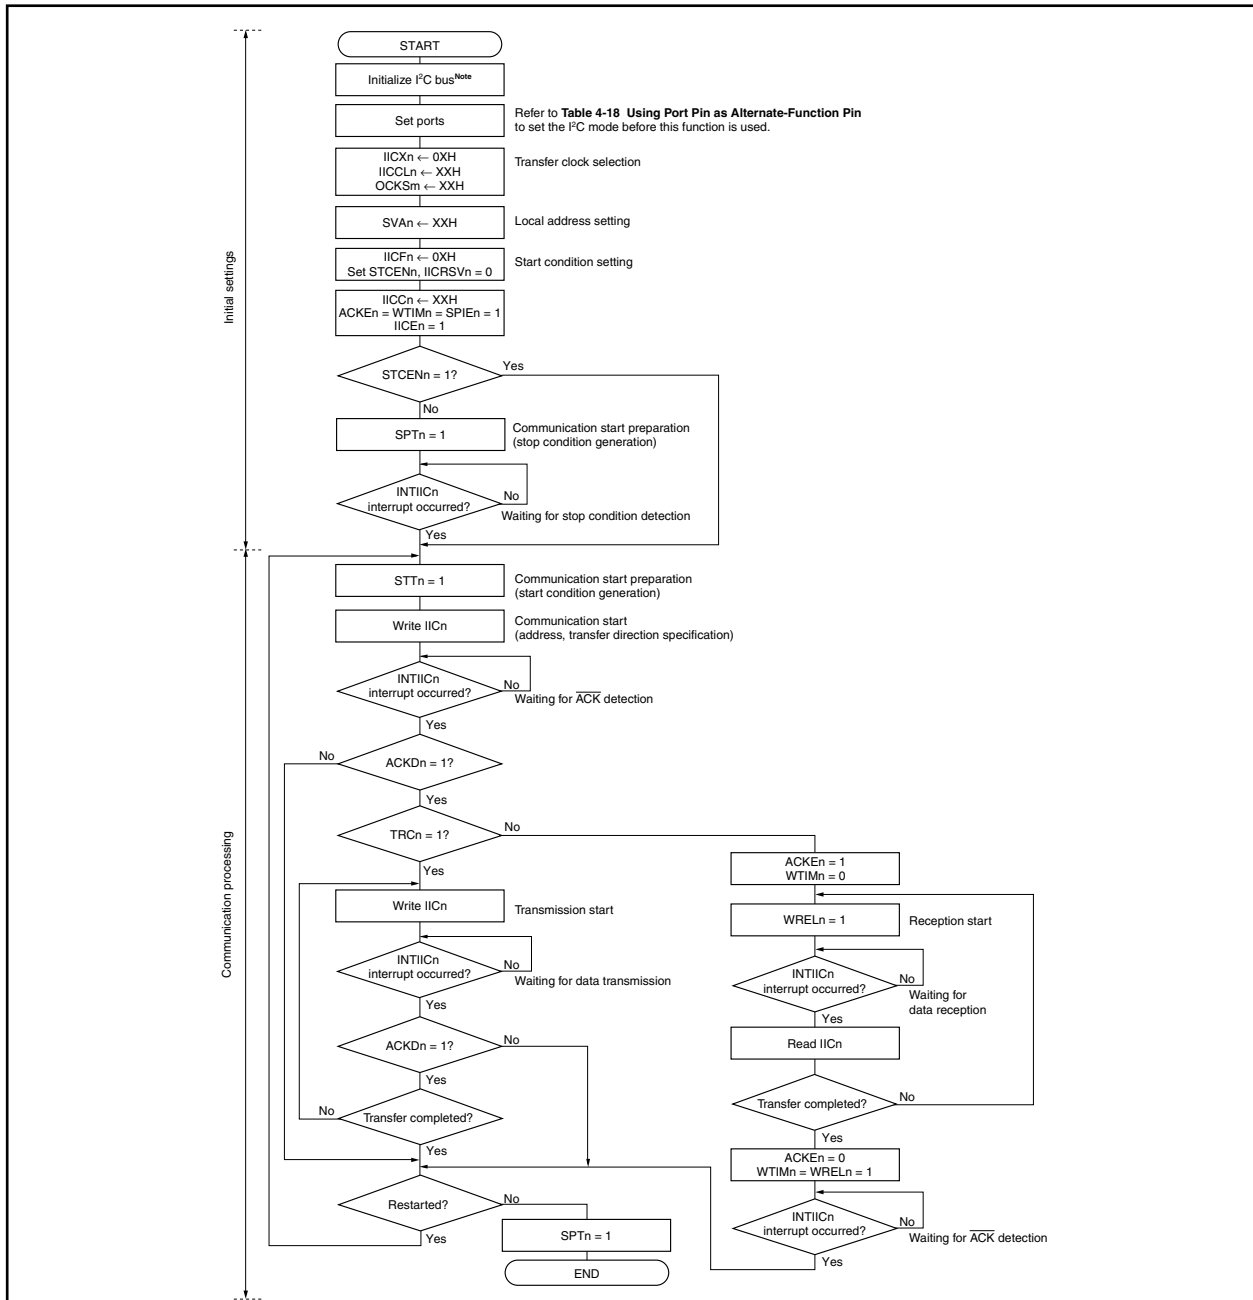 START
Initialize I²C busNote
Set ports
Refer to Table 4-18 Using Port Pin as Alternate-Function Pin
to set the I²C mode before this function is used.
IICXn ← 0XH
IICCLn ← XXH
OCKSm ← XXH
Transfer clock selection
SVAn ← XXH
Local address setting
IICFn ← 0XH
Set STCENn, IICRSVn = 0
Start condition setting
IICCn ← XXH
ACKEn = WTIMn = SPIEn = 1
IICEn = 1
Initial settings
STCENn = 1?
Yes
No
SPTn = 1
Communication start preparation
(stop condition generation)
INTIICn
interrupt occurred?
No
Waiting for stop condition detection
Yes
STTn = 1
Communication start preparation
(start condition generation)
Write IICn
Communication start
(address, transfer direction specification)
INTIICn
interrupt occurred?
No
Waiting for A̅C̅K̅ detection
Yes
No
ACKDn = 1?
Yes
TRCn = 1?
No
Yes
Communication processing
Write IICn
Transmission start
INTIICn
interrupt occurred?
No
Waiting for data transmission
Yes
ACKDn = 1?
No
Yes
No
Transfer completed?
Yes
ACKEn = 1
WTIMn = 0
WRELn = 1
Reception start
INTIICn
interrupt occurred?
No
Waiting for
data reception
Yes
Read IICn
Transfer completed?
No
Yes
ACKEn = 0
WTIMn = WRELn = 1
INTIICn
interrupt occurred?
No
Waiting for A̅C̅K̅ detection
Yes
Restarted?
No
Yes
SPTn = 1
END